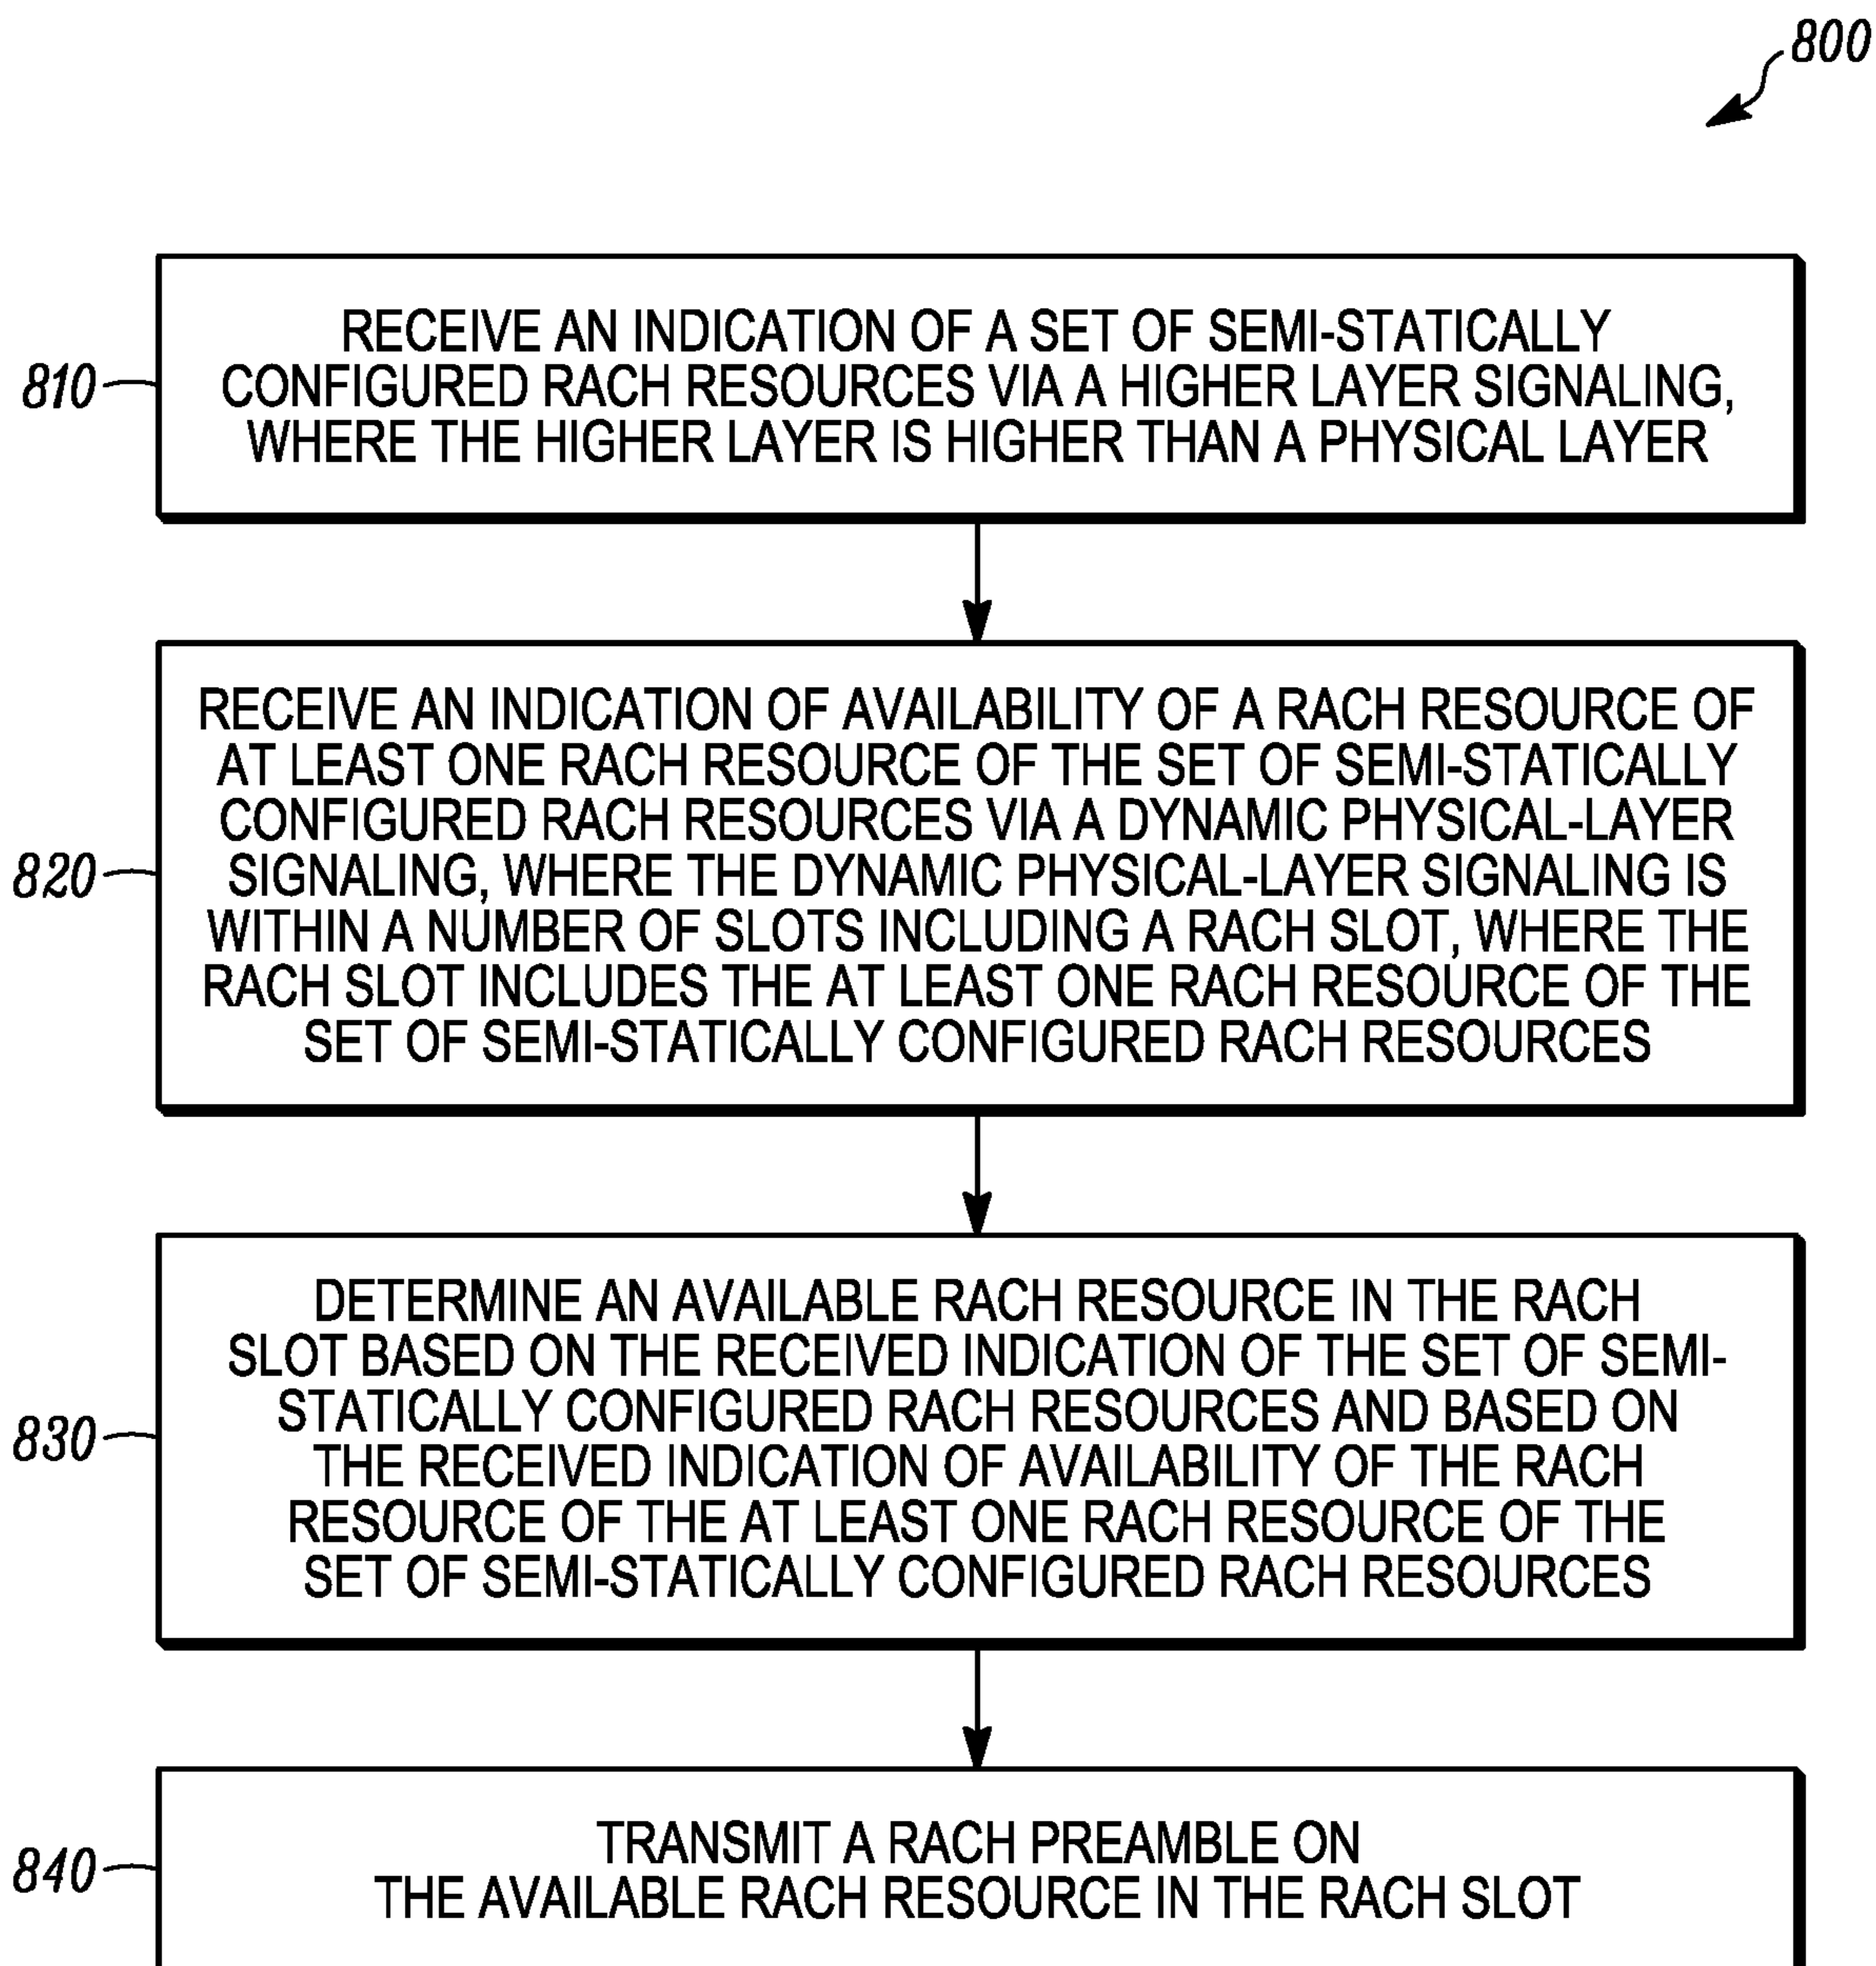 800
810
RECEIVE AN INDICATION OF A SET OF SEMI-STATICALLY
CONFIGURED RACH RESOURCES VIA A HIGHER LAYER SIGNALING,
WHERE THE HIGHER LAYER IS HIGHER THAN A PHYSICAL LAYER
820
RECEIVE AN INDICATION OF AVAILABILITY OF A RACH RESOURCE OF
AT LEAST ONE RACH RESOURCE OF THE SET OF SEMI-STATICALLY
CONFIGURED RACH RESOURCES VIA A DYNAMIC PHYSICAL-LAYER
SIGNALING, WHERE THE DYNAMIC PHYSICAL-LAYER SIGNALING IS
WITHIN A NUMBER OF SLOTS INCLUDING A RACH SLOT, WHERE THE
RACH SLOT INCLUDES THE AT LEAST ONE RACH RESOURCE OF THE
SET OF SEMI-STATICALLY CONFIGURED RACH RESOURCES
830
DETERMINE AN AVAILABLE RACH RESOURCE IN THE RACH
SLOT BASED ON THE RECEIVED INDICATION OF THE SET OF SEMI-
STATICALLY CONFIGURED RACH RESOURCES AND BASED ON
THE RECEIVED INDICATION OF AVAILABILITY OF THE RACH
RESOURCE OF THE AT LEAST ONE RACH RESOURCE OF THE
SET OF SEMI-STATICALLY CONFIGURED RACH RESOURCES
840
TRANSMIT A RACH PREAMBLE ON
THE AVAILABLE RACH RESOURCE IN THE RACH SLOT